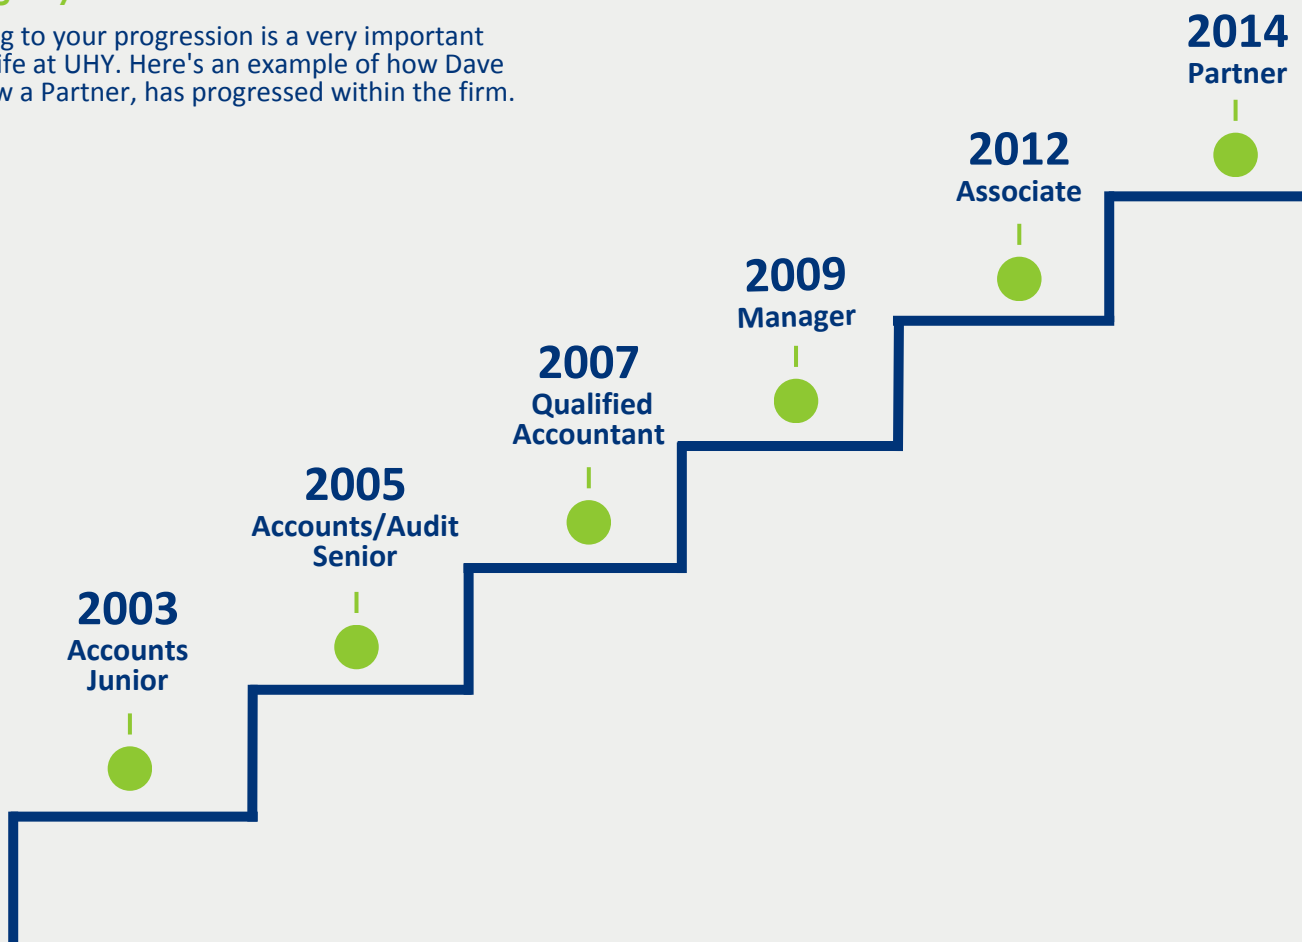 g to your progression is a very important
ife at UHY. Here's an example of how Dave
w a Partner, has progressed within the firm.
2014
Partner
2012
Associate
2009
Manager
2007
Qualified
Accountant
2005
Accounts/Audit
Senior
2003
Accounts
Junior